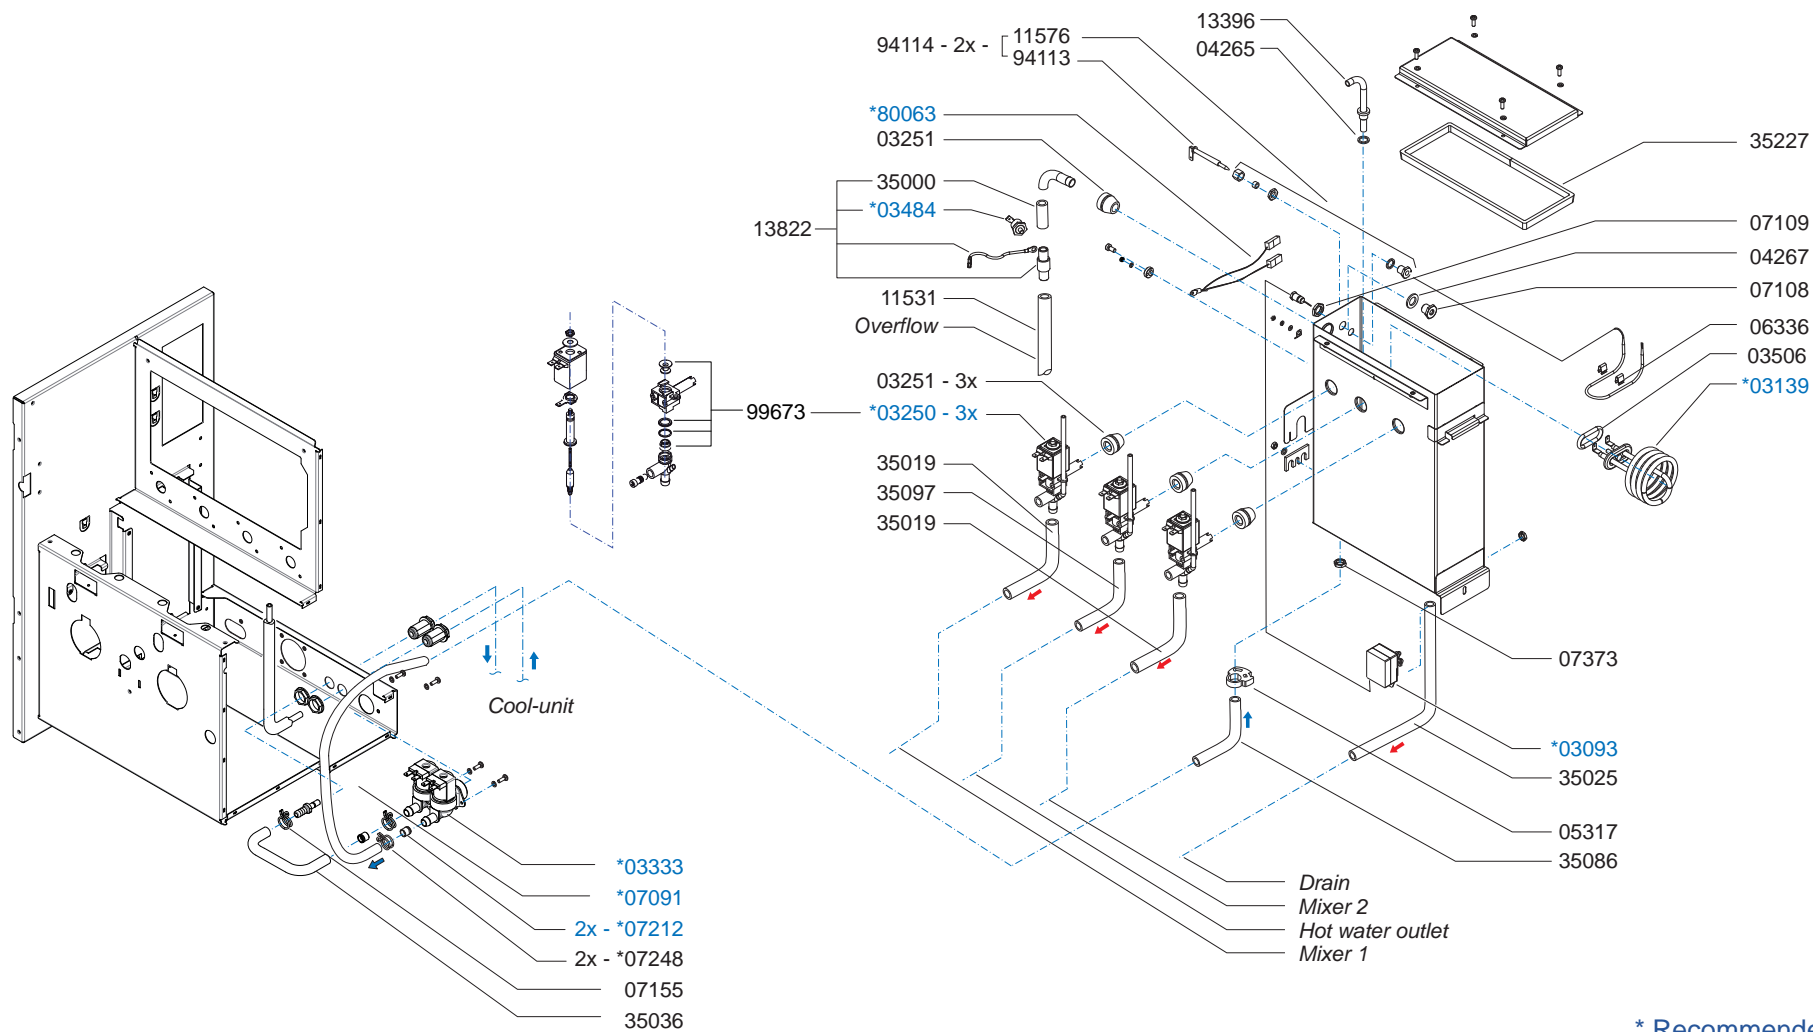 13396
04265
94114 - 2x -
11576
94113
*80063
03251
35000
*03484
13822
11531
Overflow
03251 - 3x
99673
*03250 - 3x
35019
35097
35019
35227
07109
04267
07108
06336
03506
*03139
07373
*03093
35025
05317
35086
Cool-unit
*03333
*07091
2x - *07212
2x - *07248
07155
35036
Drain
Mixer 2
Hot water outlet
Mixer 1